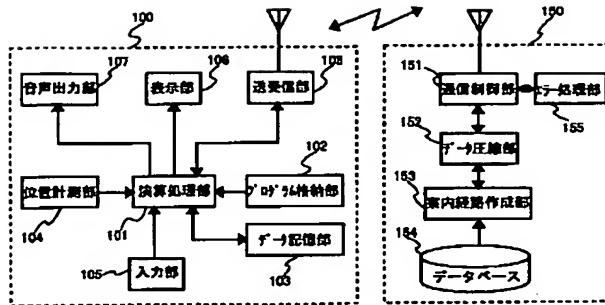 100
107
106
108
音声出力部
表示部
送受信部
102
位置計測部
演算処理部
プログラム格納部
104
101
105
入力部
データ記憶部
103
150
151
通信制御部
エラー処理部
155
152
データ圧縮部
153
案内経路作成部
154
データベース